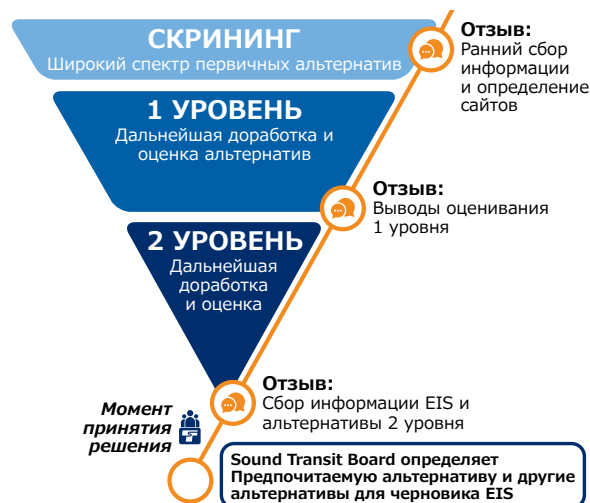 СКРИНИНГ
Широкий спектр первичных альтернатив
Отзыв:
Ранний сбор
информации
и определение
сайтов
1 УРОВЕНЬ
Дальнейшая доработка и
оценка альтернатив
Отзыв:
Выводы оценивания
1 уровня
2 УРОВЕНЬ
Дальнейшая
доработка
и оценка
Отзыв:
Сбор информации EIS и
альтернативы 2 уровня
Момент
принятия
решения
Sound Transit Board определяет
Предпочитаемую альтернативу и другие
альтернативы для черновика EIS